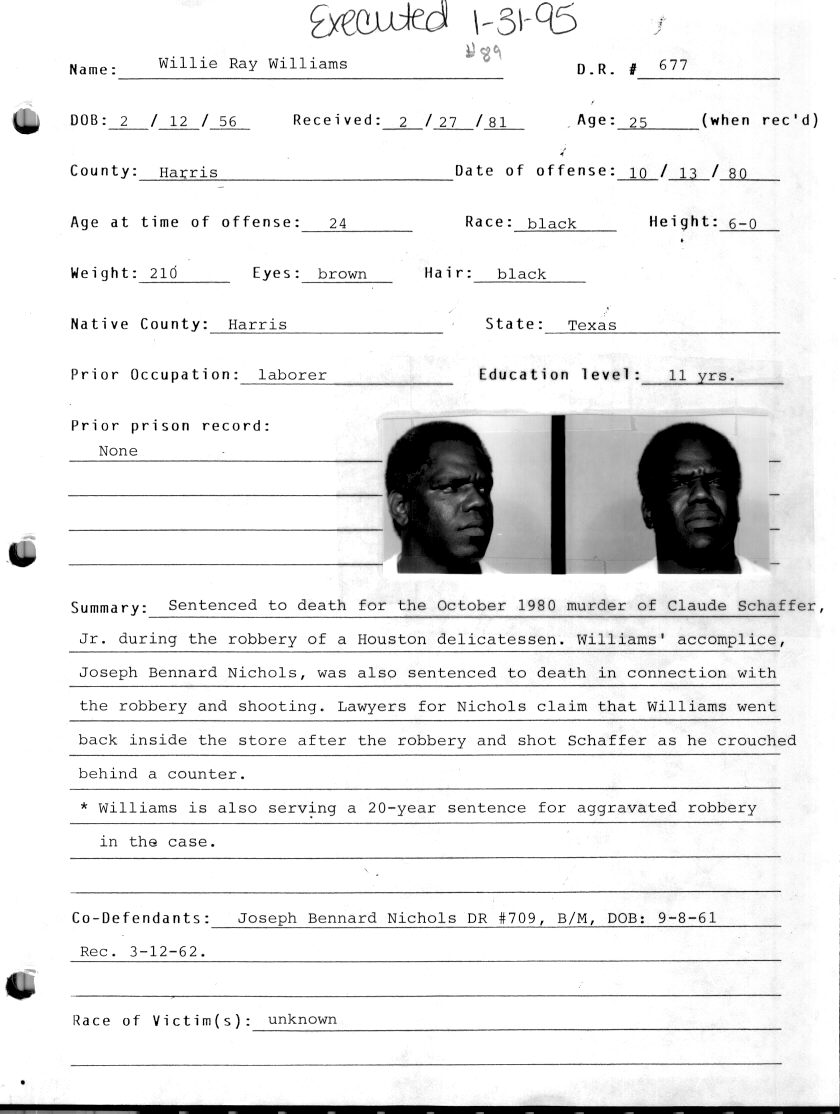 Executed 1-31-95
#89
Name: Willie Ray Williams D.R. # 677
DOB: 2 / 12 / 56 Received: 2 / 27 / 81 Age: 25 (when rec'd)
County: Harris Date of offense: 10 / 13 / 80
Age at time of offense: 24 Race: black Height: 6-0
Weight: 210 Eyes: brown Hair: black
Native County: Harris State: Texas
Prior Occupation: laborer Education level: 11 yrs.
Prior prison record:
None
Summary: Sentenced to death for the October 1980 murder of Claude Schaffer,
Jr. during the robbery of a Houston delicatessen. Williams' accomplice,
Joseph Bennard Nichols, was also sentenced to death in connection with
the robbery and shooting. Lawyers for Nichols claim that Williams went
back inside the store after the robbery and shot Schaffer as he crouched
behind a counter.
* Williams is also serving a 20-year sentence for aggravated robbery
in the case.
Co-Defendants: Joseph Bennard Nichols DR #709, B/M, DOB: 9-8-61
Rec. 3-12-62.
Race of Victim(s): unknown